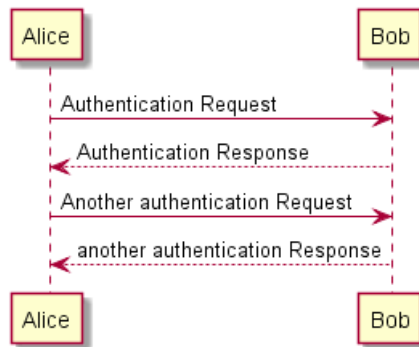 Alice
Bob
Authentication Request
Authentication Response
Another authentication Request
another authentication Response
Alice
Bob